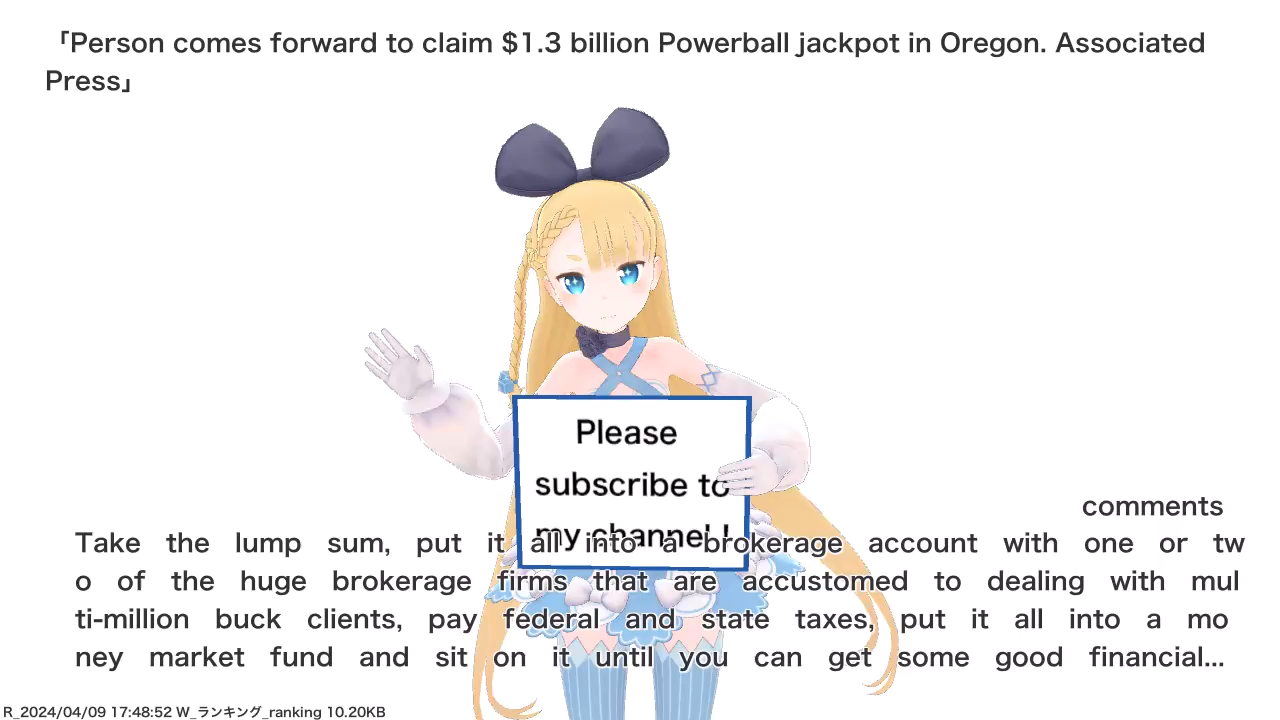 「Person comes forward to claim $1.3 billion Powerball jackpot in Oregon. Associated
Press」
Please
subscribe to
my channel !
comments
Take the lump sum, put it all into a brokerage account with one or tw
o of the huge brokerage firms that are accustomed to dealing with mul
ti-million buck clients, pay federal and state taxes, put it all into a mo
ney market fund and sit on it until you can get some good financial...
R_2024/04/09 17:48:52 W_ランキング_ranking 10.20KB